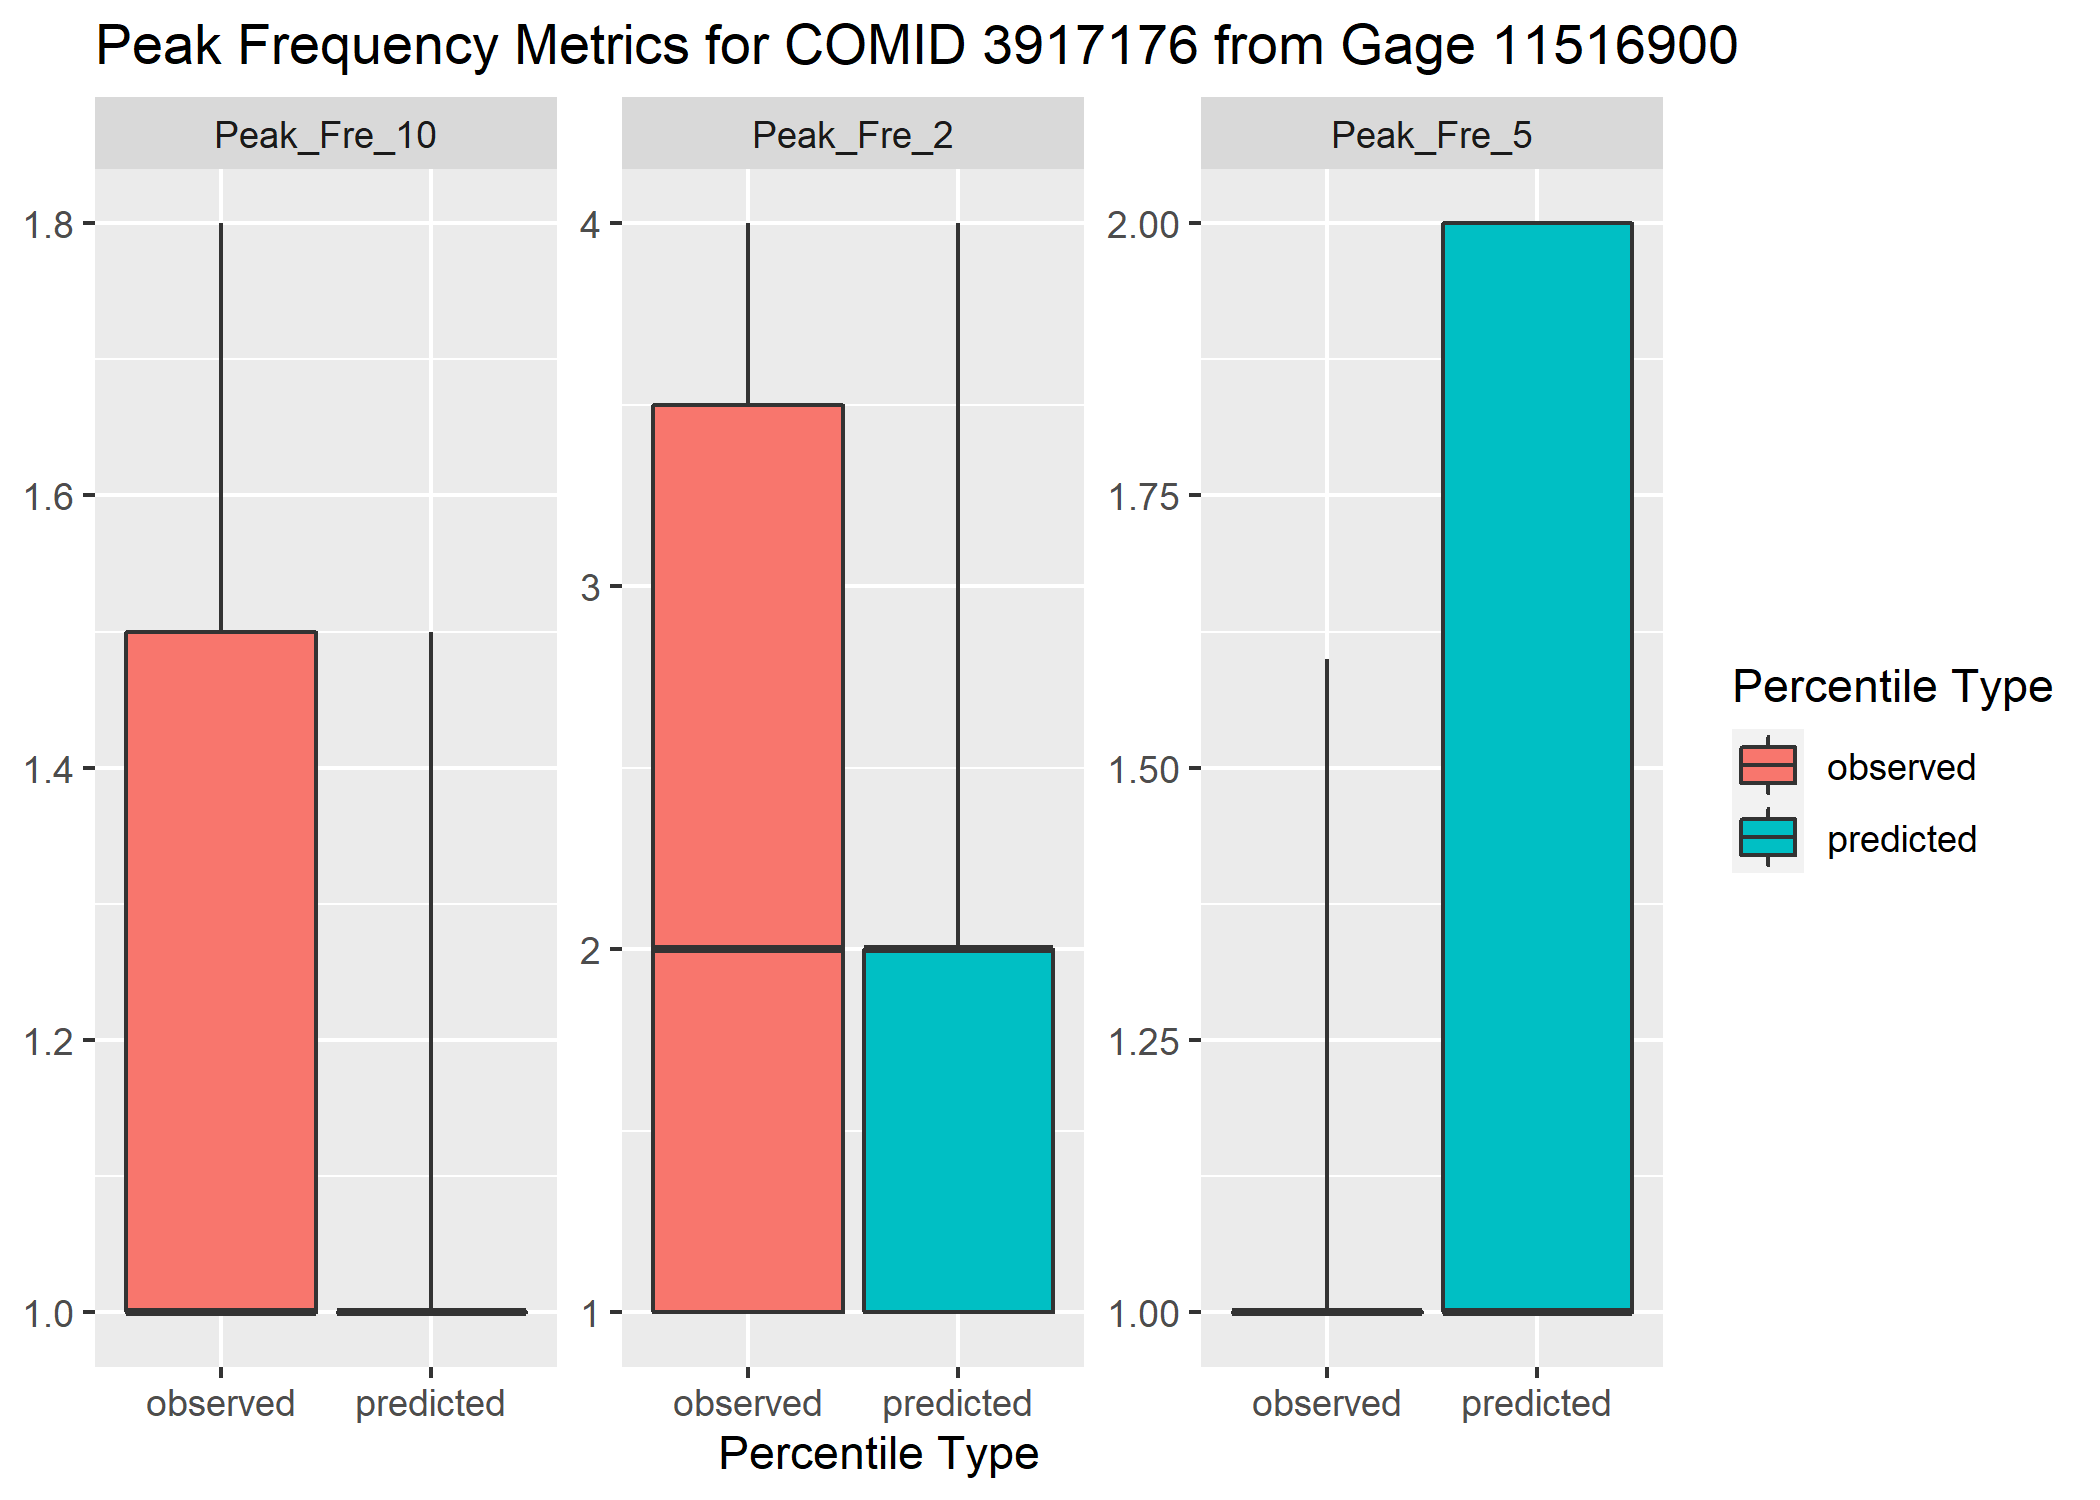 Peak Frequency Metrics for COMID 3917176 from Gage 11516900
Peak_Fre_10
Peak_Fre_2
Peak_Fre_5
1.8
1.6
1.4
1.2
1.0
4
3
2
1
2.00
1.75
1.50
1.25
1.00
observed
predicted
observed
predicted
observed
predicted
Percentile Type
Percentile Type
observed
predicted